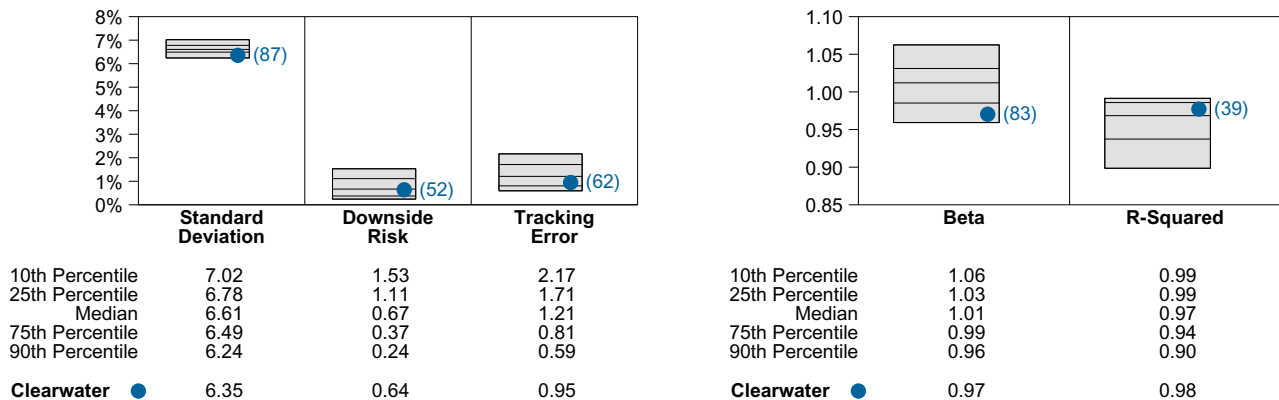 8%
7%
6%
5%
4%
3%
2%
1%
0%
(87)
(52)
(62)
Standard Deviation
Downside Risk
Tracking Error
10th Percentile 7.02 1.53 2.17
25th Percentile 6.78 1.11 1.71
Median 6.61 0.67 1.21
75th Percentile 6.49 0.37 0.81
90th Percentile 6.24 0.24 0.59
Clearwater 6.35 0.64 0.95
1.10
1.05
1.00
0.95
0.90
0.85
(83)
(39)
Beta
R-Squared
10th Percentile 1.06 0.99
25th Percentile 1.03 0.99
Median 1.01 0.97
75th Percentile 0.99 0.94
90th Percentile 0.96 0.90
Clearwater 0.97 0.98